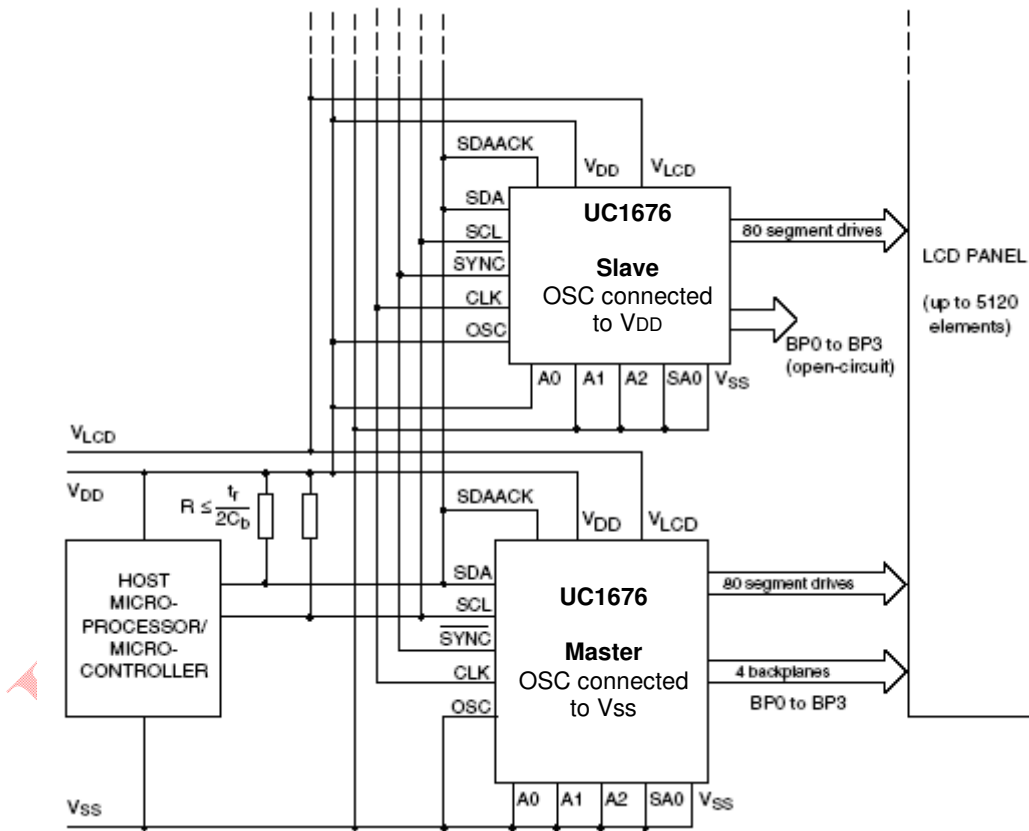 SDAACK
VDD
VLCD
SDA
SCL
SYNC
CLK
OSC
UC1676
Slave
OSC connected
to VDD
80 segment drives
BP0 to BP3
(open-circuit)
A0
A1
A2
SA0
VSS
LCD PANEL
(up to 5120
elements)
VLCD
VDD
R ≤ tr/2Cb
HOST
MICRO-
PROCESSOR/
MICRO-
CONTROLLER
SDAACK
VDD
VLCD
SDA
SCL
SYNC
CLK
OSC
UC1676
Master
OSC connected
to Vss
80 segment drives
4 backplanes
BP0 to BP3
VSS
A0
A1
A2
SA0
VSS